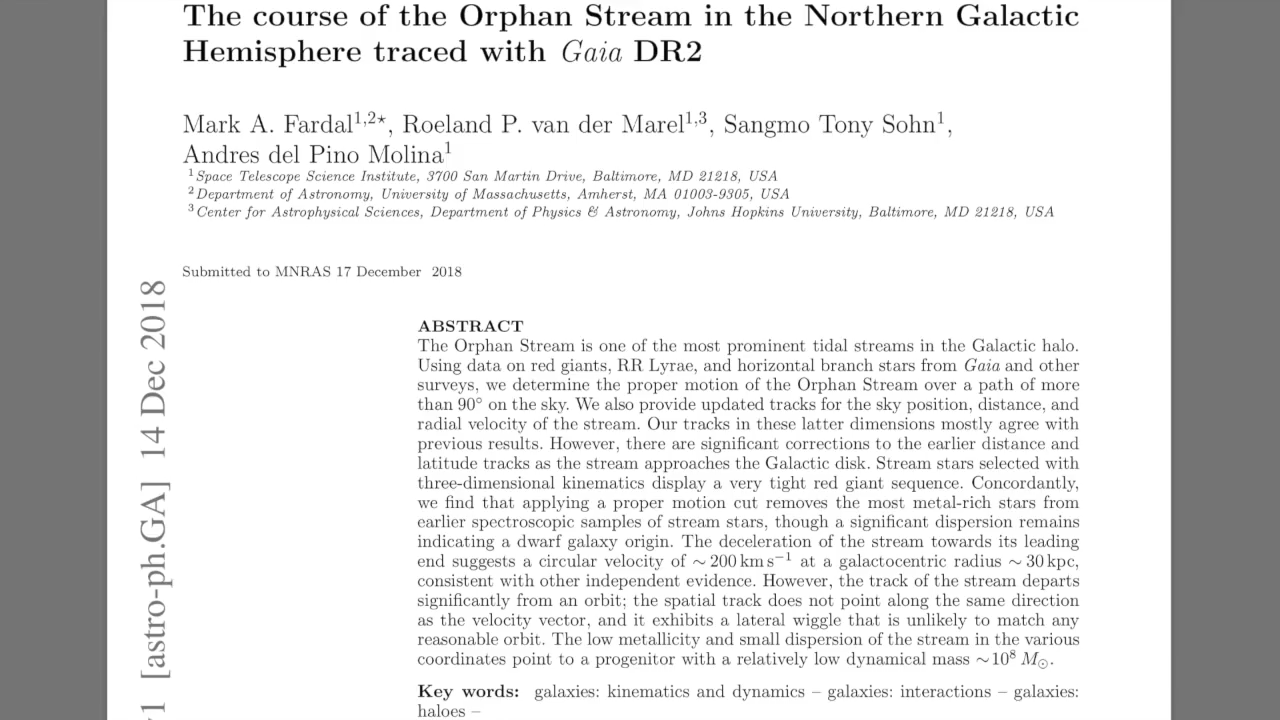 The course of the Orphan Stream in the Northern Galactic
Hemisphere traced with Gaia DR2
Mark A. Fardal1,2⋆, Roeland P. van der Marel1,3, Sangmo Tony Sohn1,
Andres del Pino Molina1
1 Space Telescope Science Institute, 3700 San Martin Drive, Baltimore, MD 21218, USA
2 Department of Astronomy, University of Massachusetts, Amherst, MA 01003-9305, USA
3 Center for Astrophysical Sciences, Department of Physics & Astronomy, Johns Hopkins University, Baltimore, MD 21218, USA
Submitted to MNRAS 17 December 2018
ABSTRACT
The Orphan Stream is one of the most prominent tidal streams in the Galactic halo.
Using data on red giants, RR Lyrae, and horizontal branch stars from Gaia and other
surveys, we determine the proper motion of the Orphan Stream over a path of more
than 90° on the sky. We also provide updated tracks for the sky position, distance, and
radial velocity of the stream. Our tracks in these latter dimensions mostly agree with
previous results. However, there are significant corrections to the earlier distance and
latitude tracks as the stream approaches the Galactic disk. Stream stars selected with
three-dimensional kinematics display a very tight red giant sequence. Concordantly,
we find that applying a proper motion cut removes the most metal-rich stars from
earlier spectroscopic samples of stream stars, though a significant dispersion remains
indicating a dwarf galaxy origin. The deceleration of the stream towards its leading
end suggests a circular velocity of ∼ 200 km s−1 at a galactocentric radius ∼ 30 kpc,
consistent with other independent evidence. However, the track of the stream departs
significantly from an orbit; the spatial track does not point along the same direction
as the velocity vector, and it exhibits a lateral wiggle that is unlikely to match any
reasonable orbit. The low metallicity and small dispersion of the stream in the various
coordinates point to a progenitor with a relatively low dynamical mass ∼ 10⁸ M⊙.
Key words: galaxies: kinematics and dynamics – galaxies: interactions – galaxies:
haloes –
[astro-ph.GA] 14 Dec 2018